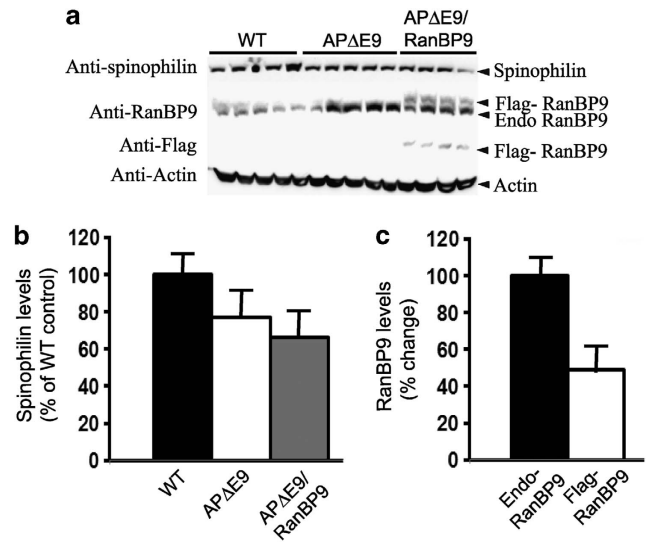 a
WT
APΔE9
APΔE9/
RanBP9
Anti-spinophilin
Spinophilin
Anti-RanBP9
Flag- RanBP9
Endo RanBP9
Anti-Flag
Flag- RanBP9
Anti-Actin
Actin
b
Spinophilin levels
(% of WT control)
120
100
80
60
40
20
0
WT
APΔE9
APΔE9/
RanBP9
c
RanBP9 levels
(% change)
120
100
80
60
40
20
0
Endo-
RanBP9
Flag-
RanBP9